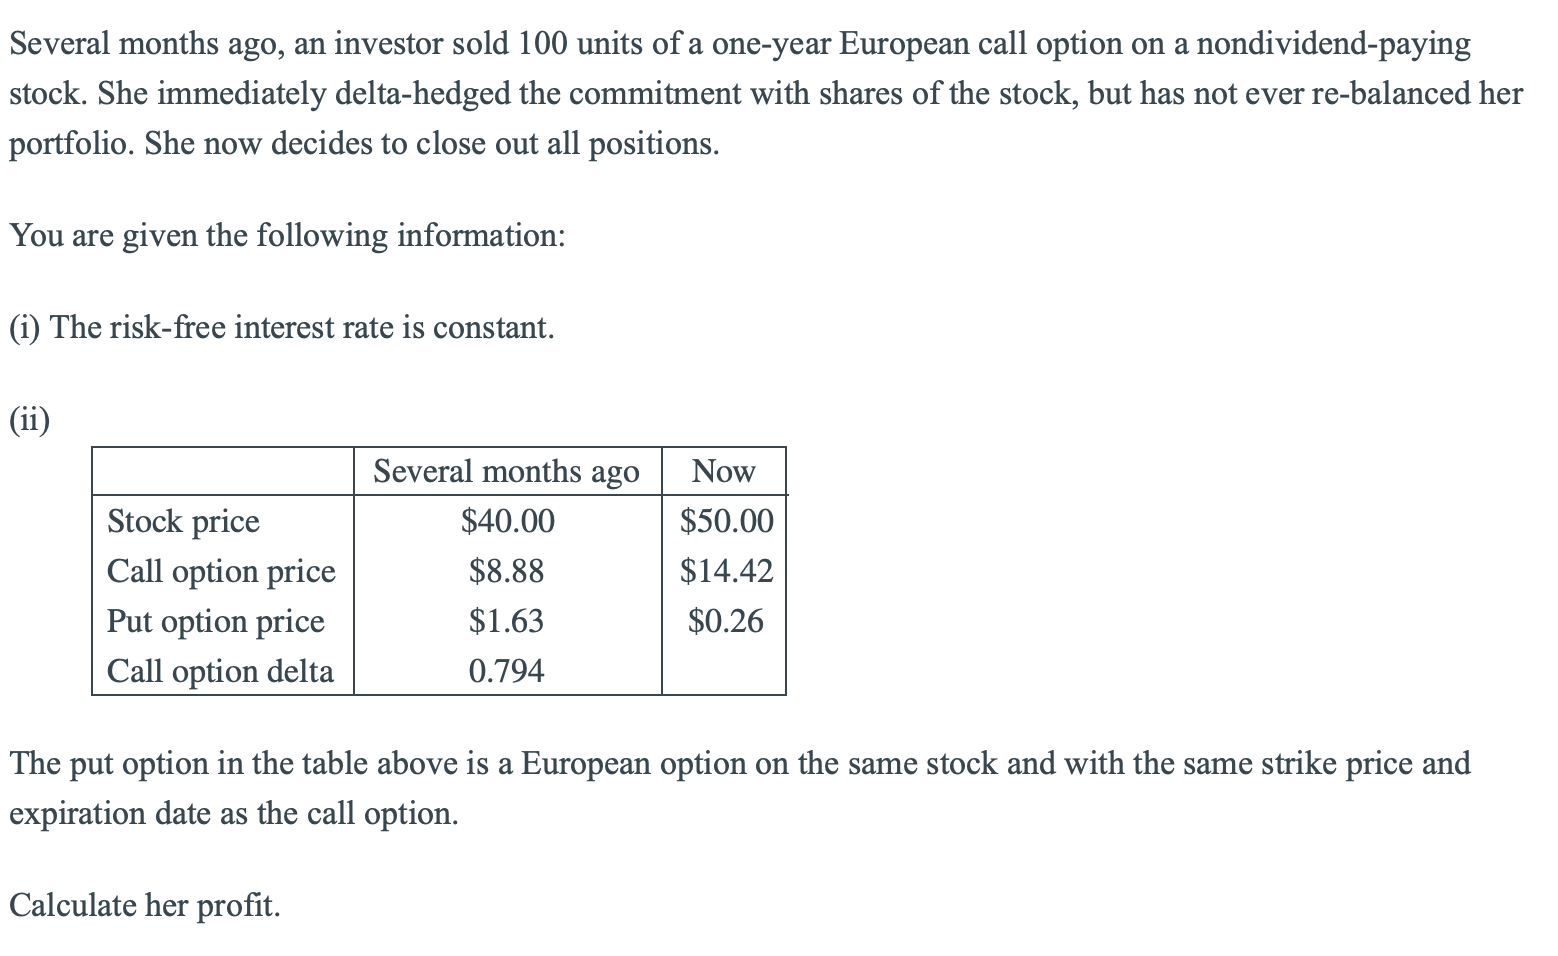 Several months ago, an investor sold 100 units of a one-year European call option on a nondividend-paying
stock. She immediately delta-hedged the commitment with shares of the stock, but has not ever re-balanced her
portfolio. She now decides to close out all positions.
You are given the following information:
(i) The risk-free interest rate is constant.
(ii)
Several months ago Now
Stock price $40.00 $50.00
Call option price $8.88 $14.42
Put option price $1.63 $0.26
Call option delta 0.794
The put option in the table above is a European option on the same stock and with the same strike price and
expiration date as the call option.
Calculate her profit.